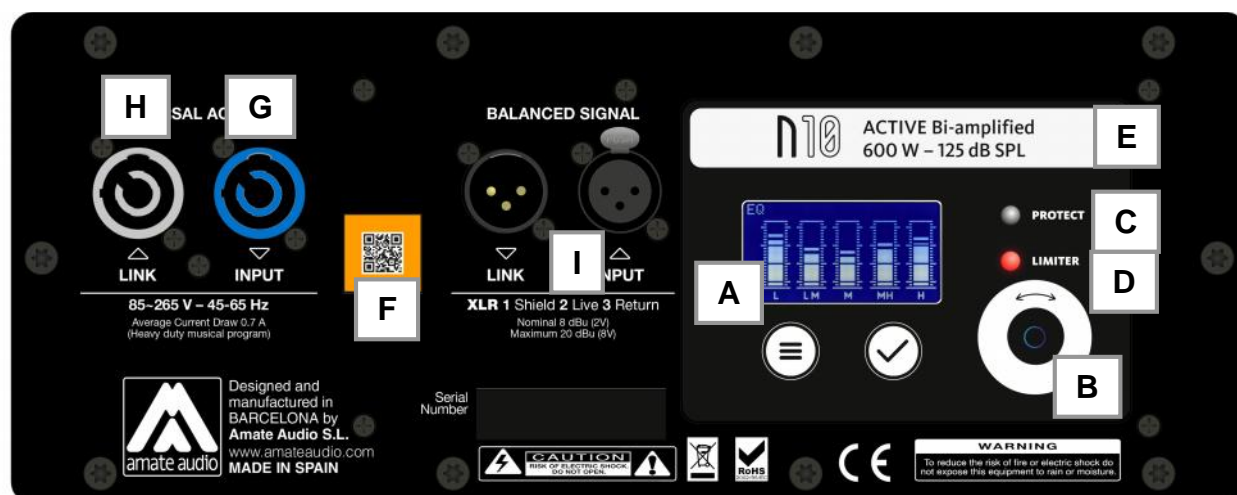 H
G
BALANCED SIGNAL
PUSH
n10
ACTIVE Bi-amplified
600 W – 125 dB SPL
E
EQ
L LM M MH H
PROTECT
C
LIMITER
D
A
B
LINK
INPUT
F
LINK
I
85~265 V – 45-65 Hz
Average Current Draw 0.7 A
(Heavy duty musical program)
XLR 1 Shield 2 Live 3 Return
Nominal 8 dBu (2V)
Maximum 20 dBu (8V)
amate audio
Designed and
manufactured in
BARCELONA by
Amate Audio S.L.
www.amateaudio.com
MADE IN SPAIN
Serial
Number
CAUTION
RISK OF ELECTRIC SHOCK
DO NOT OPEN.
RoHS
CE
WARNING
To reduce the risk of fire or electric shock do
not expose this equipment to rain or moisture.